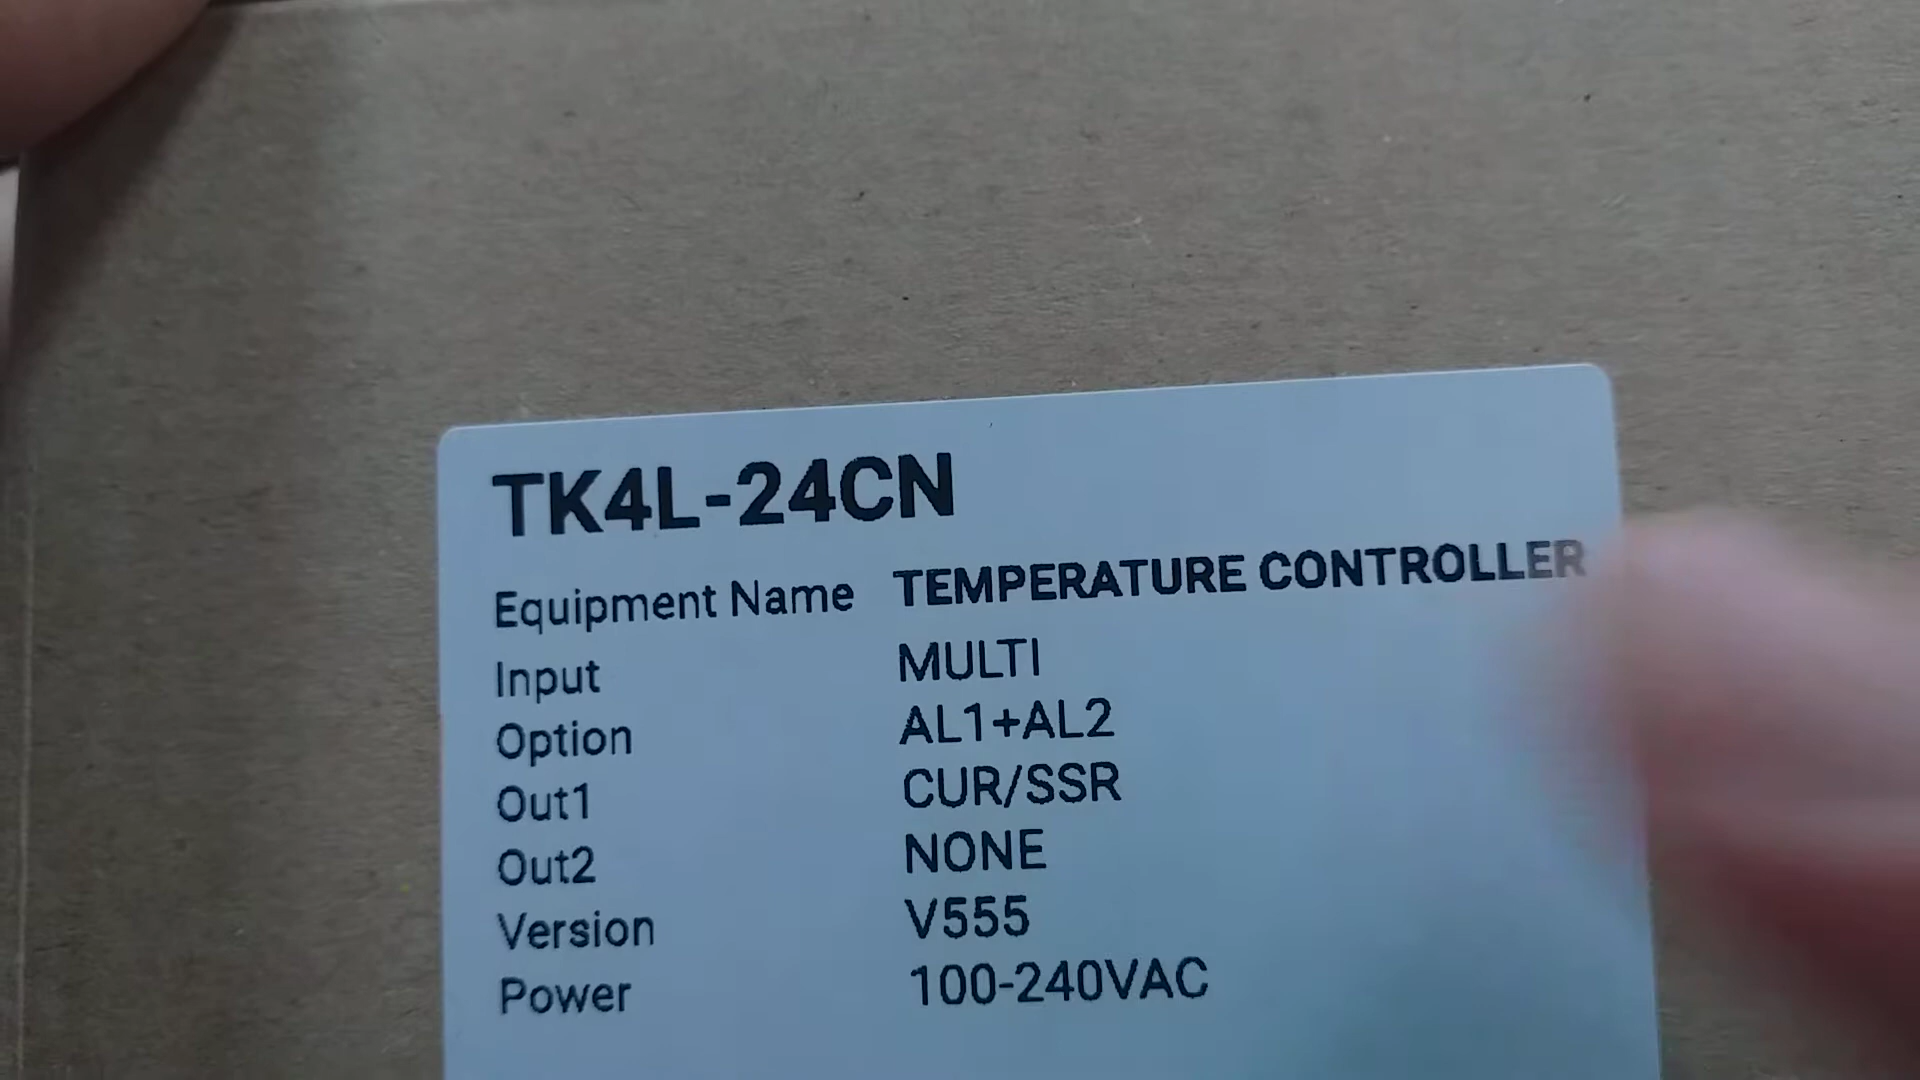 TK4L-24CN
Equipment Name TEMPERATURE CONTROLLER
Input MULTI
Option AL1+AL2
Out1 CUR/SSR
Out2 NONE
Version V555
Power 100-240VAC